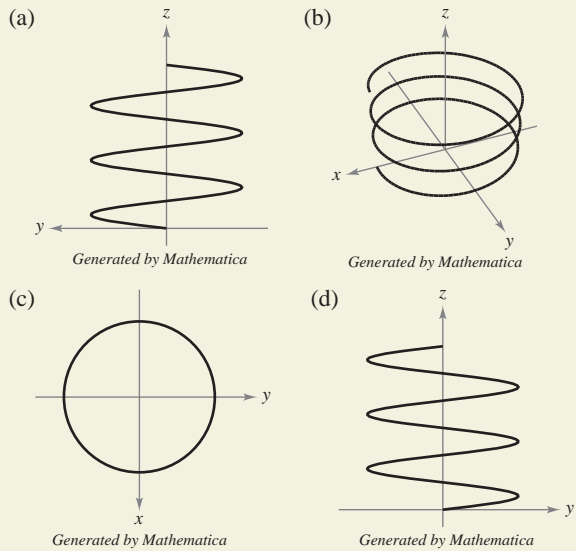 (a)
z
y
Generated by Mathematica
(b)
z
x
y
Generated by Mathematica
(c)
y
x
Generated by Mathematica
(d)
z
y
Generated by Mathematica